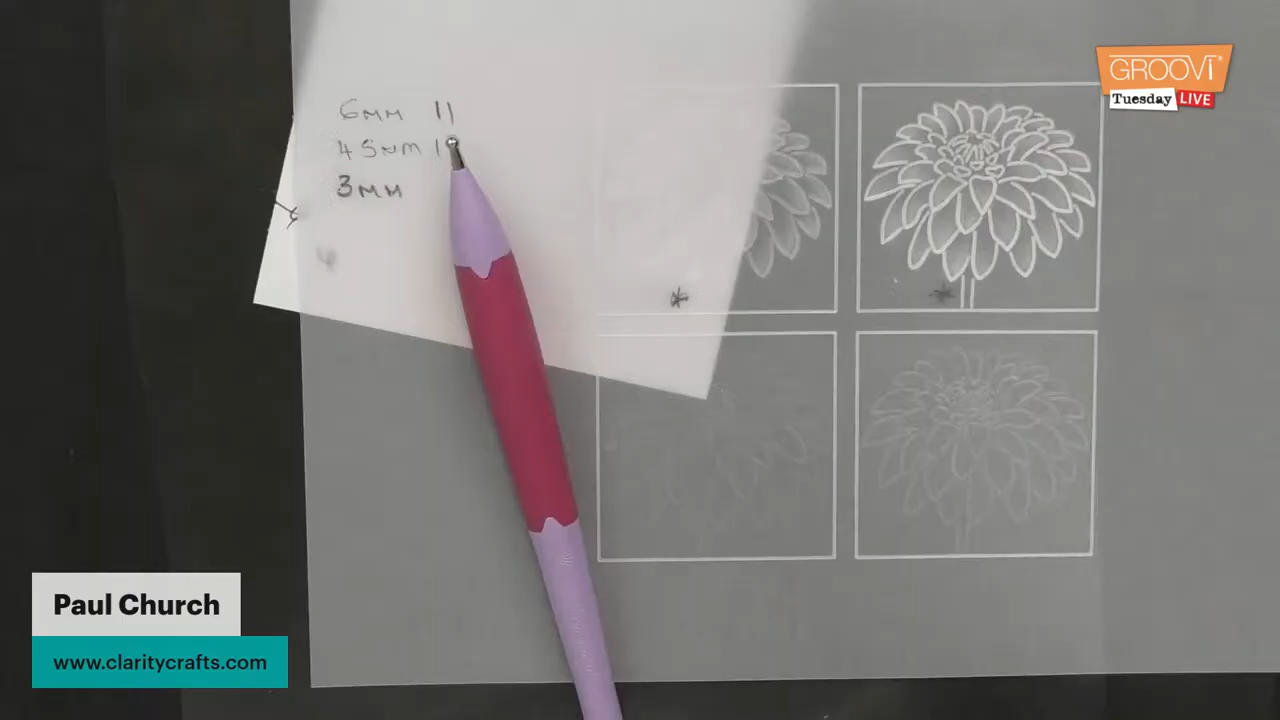 GROOVI
Tuesday LIVE
6MM 11
4 5MM 1
3MM
Paul Church
www.claritycrafts.com